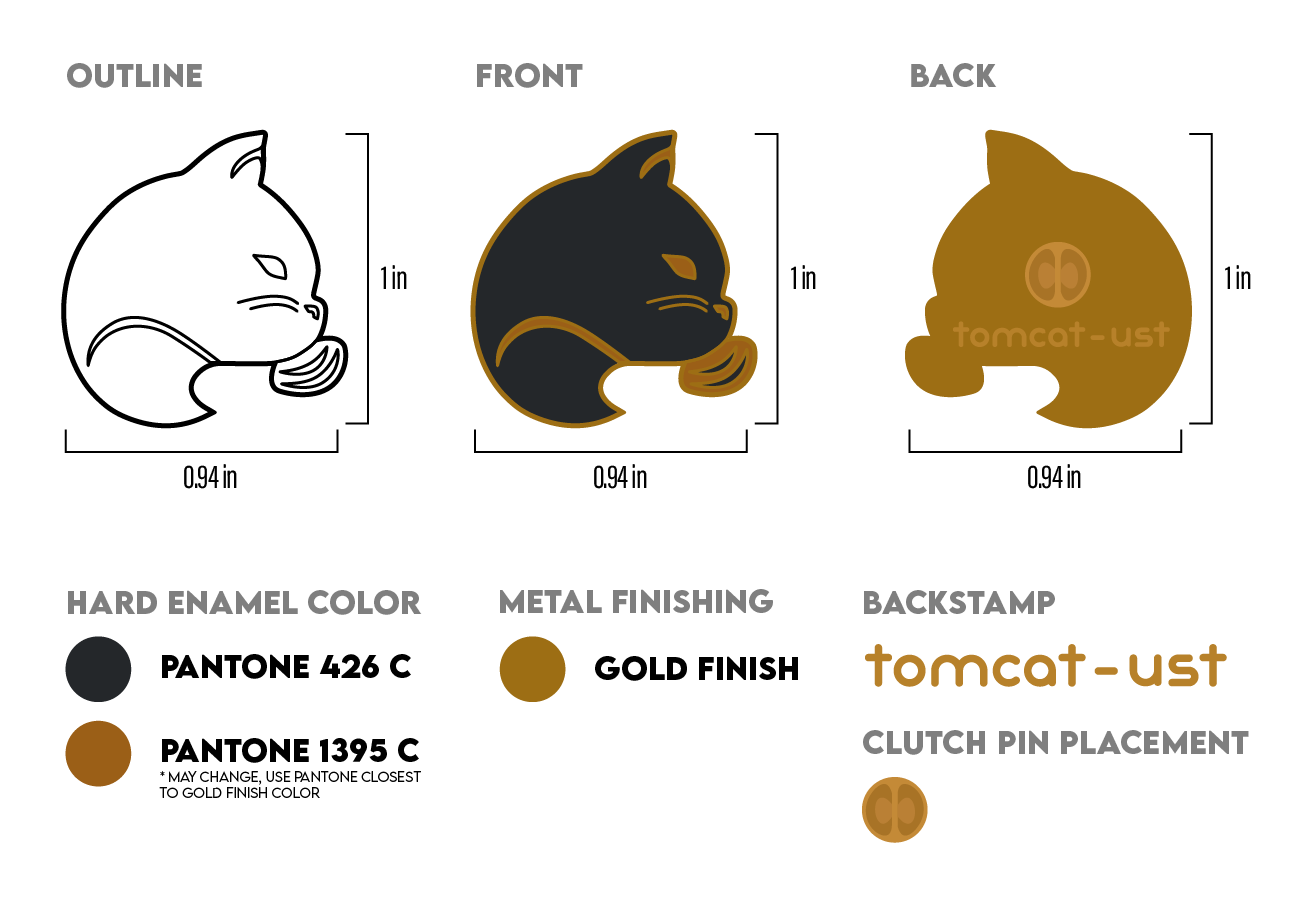 OUTLINE
FRONT
BACK
1 in
1 in
1 in
tomcat-ust
0.94 in
0.94 in
0.94 in
HARD ENAMEL COLOR
PANTONE 426 C
PANTONE 1395 C
* MAY CHANGE, USE PANTONE CLOSEST
TO GOLD FINISH COLOR
METAL FINISHING
GOLD FINISH
BACKSTAMP
tomcat-ust
CLUTCH PIN PLACEMENT